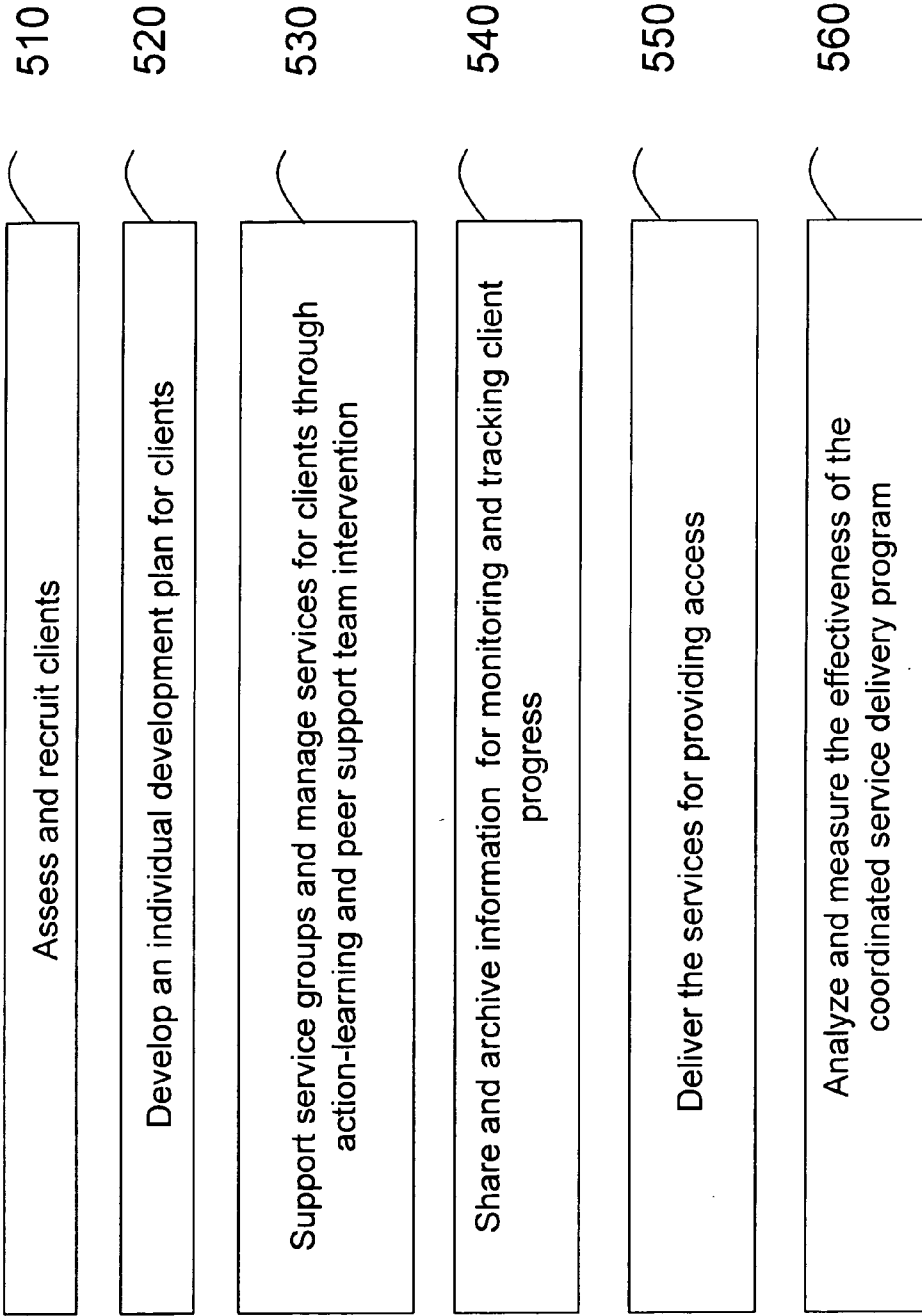 Assess and recruit clients
510
Develop an individual development plan for clients
520
Support service groups and manage services for clients through
action-learning and peer support team intervention
530
Share and archive information for monitoring and tracking client
progress
540
Deliver the services for providing access
550
Analyze and measure the effectiveness of the
coordinated service delivery program
560